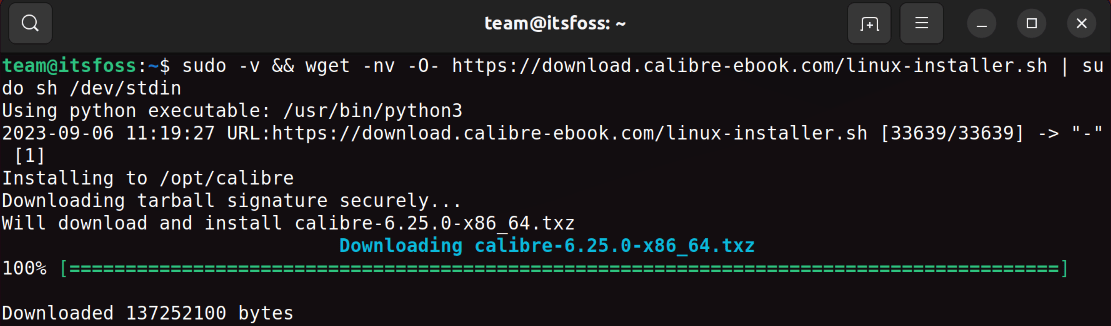 team@itsfoss: ~
team@itsfoss:~$ sudo -v && wget -nv -O- https://download.calibre-ebook.com/linux-installer.sh | su
do sh /dev/stdin
Using python executable: /usr/bin/python3
2023-09-06 11:19:27 URL:https://download.calibre-ebook.com/linux-installer.sh [33639/33639] -> "-"
 [1]
Installing to /opt/calibre
Downloading tarball signature securely...
Will download and install calibre-6.25.0-x86_64.txz
Downloading calibre-6.25.0-x86_64.txz
100% [========================================================================================]
Downloaded 137252100 bytes